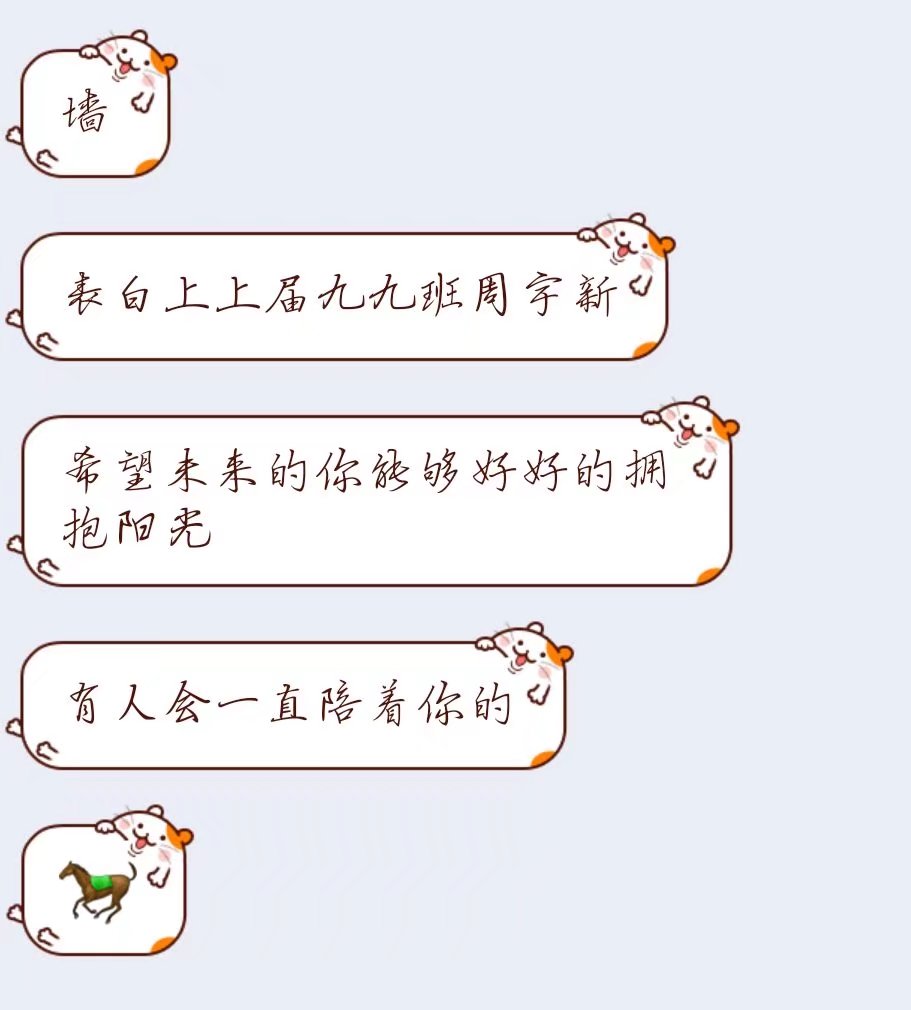 墙
表白上上届九九班周宇新
希望未来的你能够好好的拥
抱阳光
有人会一直陪着你的